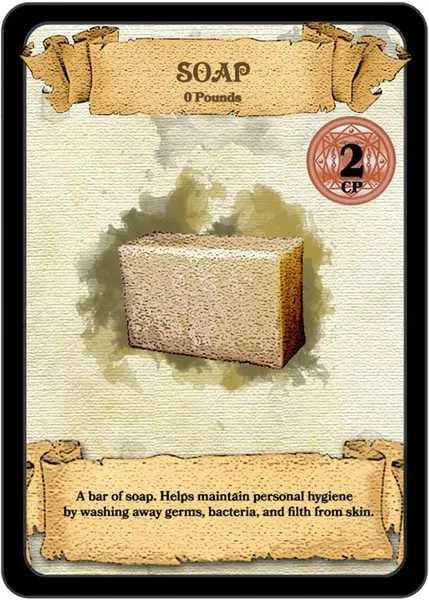 SOAP
0 Pounds
2
CP
A bar of soap. Helps maintain personal hygiene
by washing away germs, bacteria, and filth from skin.